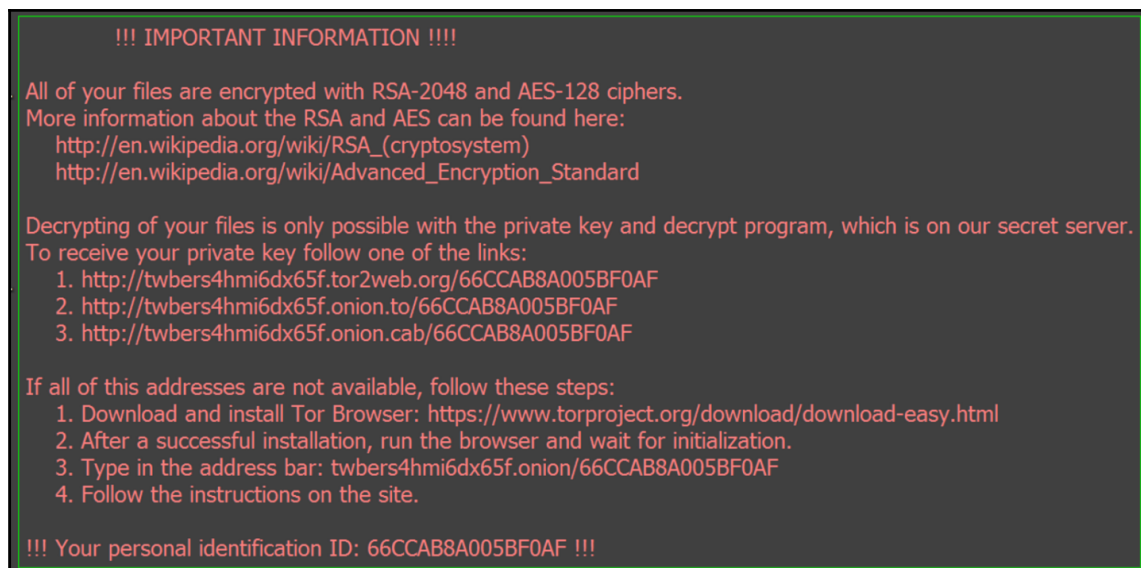 !!! IMPORTANT INFORMATION !!!!
All of your files are encrypted with RSA-2048 and AES-128 ciphers.
More information about the RSA and AES can be found here:
http://en.wikipedia.org/wiki/RSA_(cryptosystem)
http://en.wikipedia.org/wiki/Advanced_Encryption_Standard
Decrypting of your files is only possible with the private key and decrypt program, which is on our secret server.
To receive your private key follow one of the links:
1. http://twbers4hmi6dx65f.tor2web.org/66CCAB8A005BF0AF
2. http://twbers4hmi6dx65f.onion.to/66CCAB8A005BF0AF
3. http://twbers4hmi6dx65f.onion.cab/66CCAB8A005BF0AF
If all of this addresses are not available, follow these steps:
1. Download and install Tor Browser: https://www.torproject.org/download/download-easy.html
2. After a successful installation, run the browser and wait for initialization.
3. Type in the address bar: twbers4hmi6dx65f.onion/66CCAB8A005BF0AF
4. Follow the instructions on the site.
!!! Your personal identification ID: 66CCAB8A005BF0AF !!!